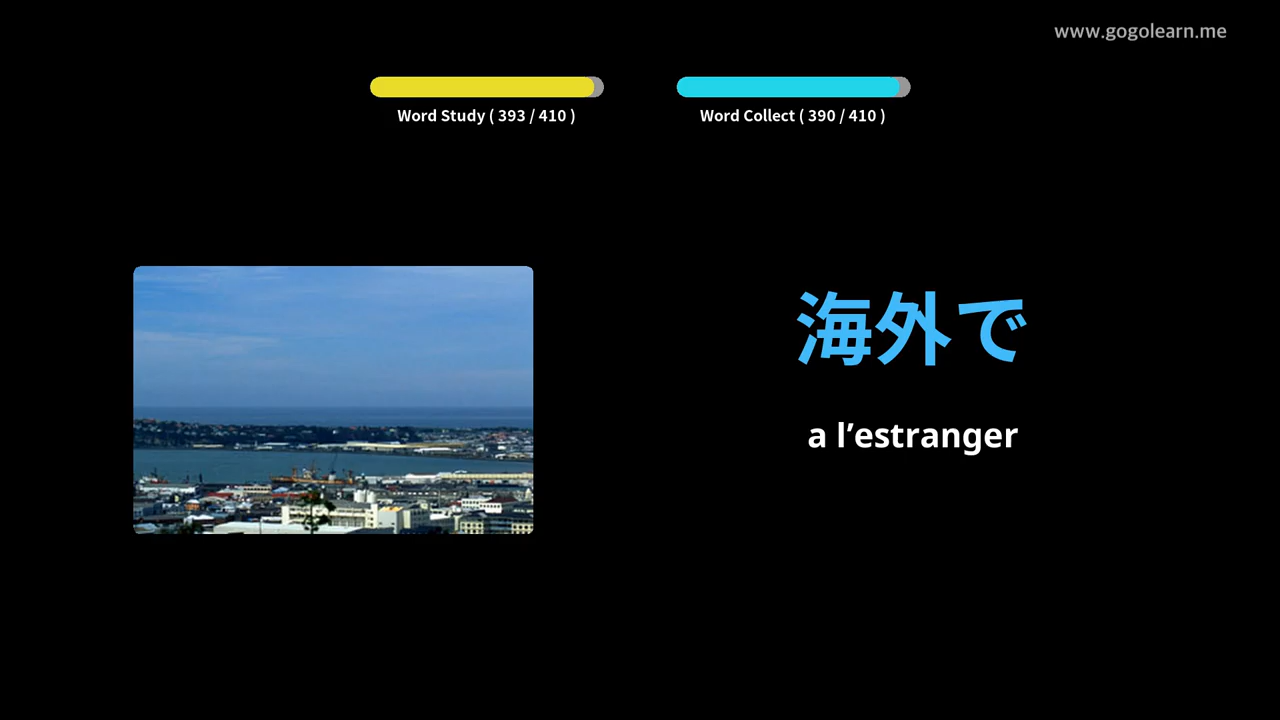 www.gogolearn.me
Word Study ( 393 / 410 )
Word Collect ( 390 / 410 )
海外で
a l’estranger